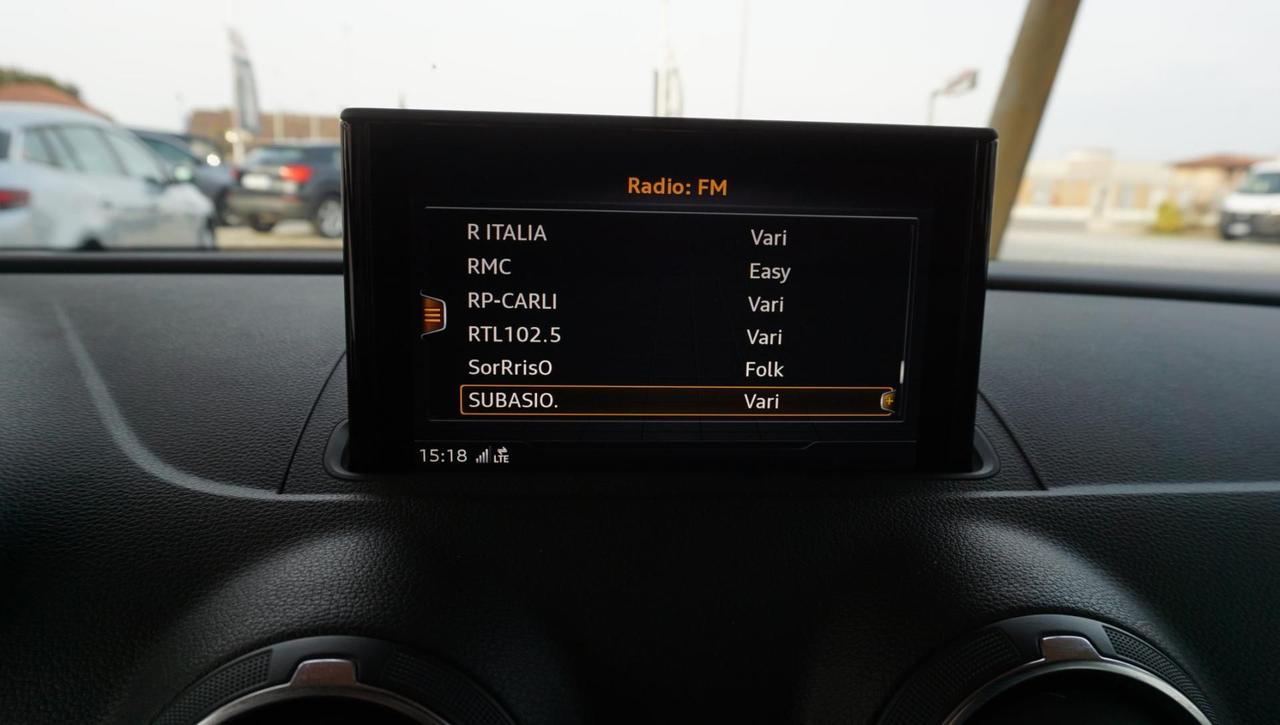 Radio: FM
R ITALIA Vari
RMC Easy
RP-CARLI Vari
RTL102.5 Vari
SorRrisO Folk
SUBASIO. Vari
15:18 LTE